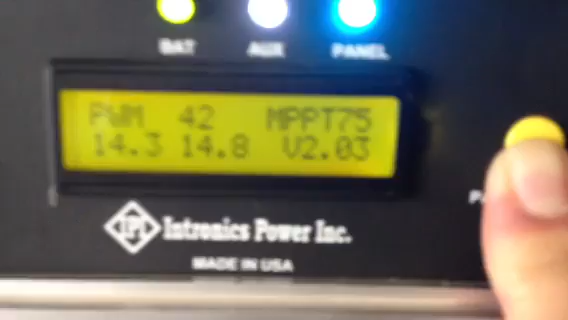 BAT AUX PANEL
PWM 42 MPPT75
14.3 14.8 V2.03
IPI Intronics Power Inc.
MADE IN USA